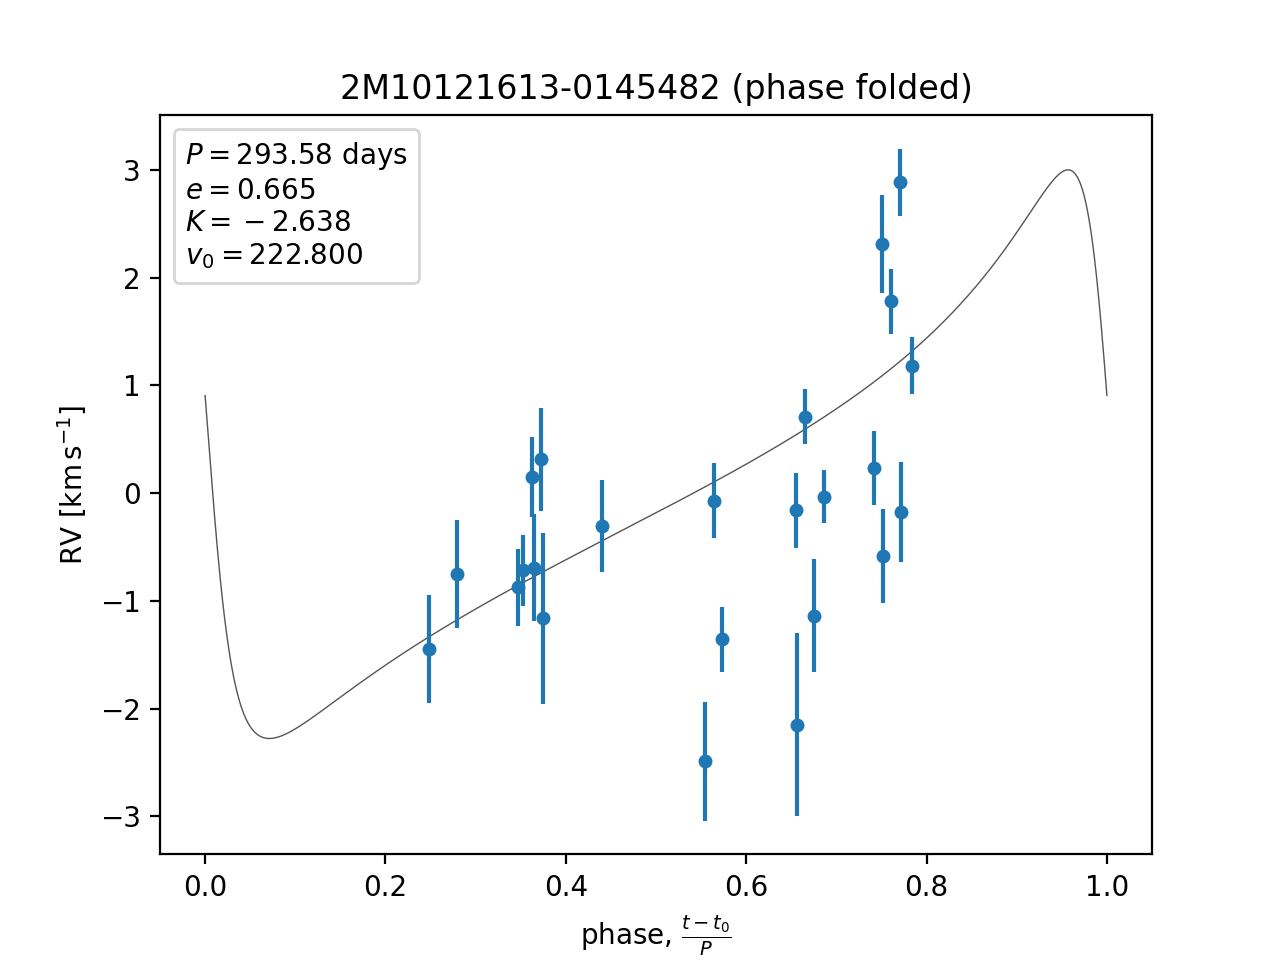 2M10121613-0145482 (phase folded)
P = 293.58 days
e = 0.665
K = −2.638
v₀ = 222.800
3
2
1
0
−1
−2
−3
RV [km s⁻¹]
0.0 0.2 0.4 0.6 0.8 1.0
phase, (t − t₀)/P